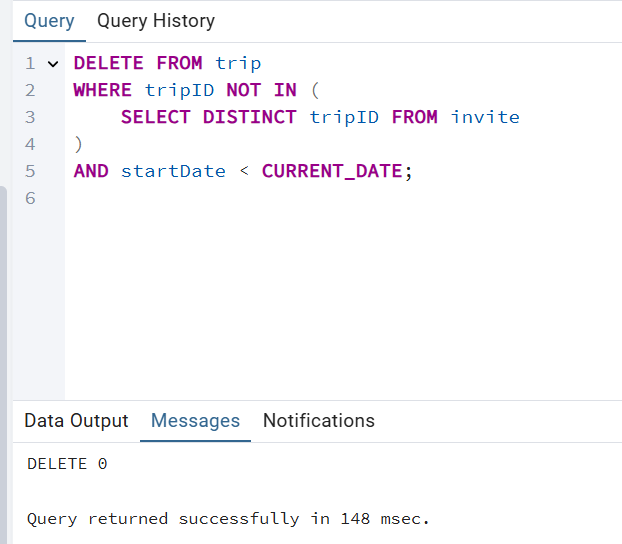 Query Query History
1 DELETE FROM trip
2 WHERE tripID NOT IN (
3 SELECT DISTINCT tripID FROM invite
4 )
5 AND startDate < CURRENT_DATE;
6
Data Output Messages Notifications
DELETE 0
Query returned successfully in 148 msec.